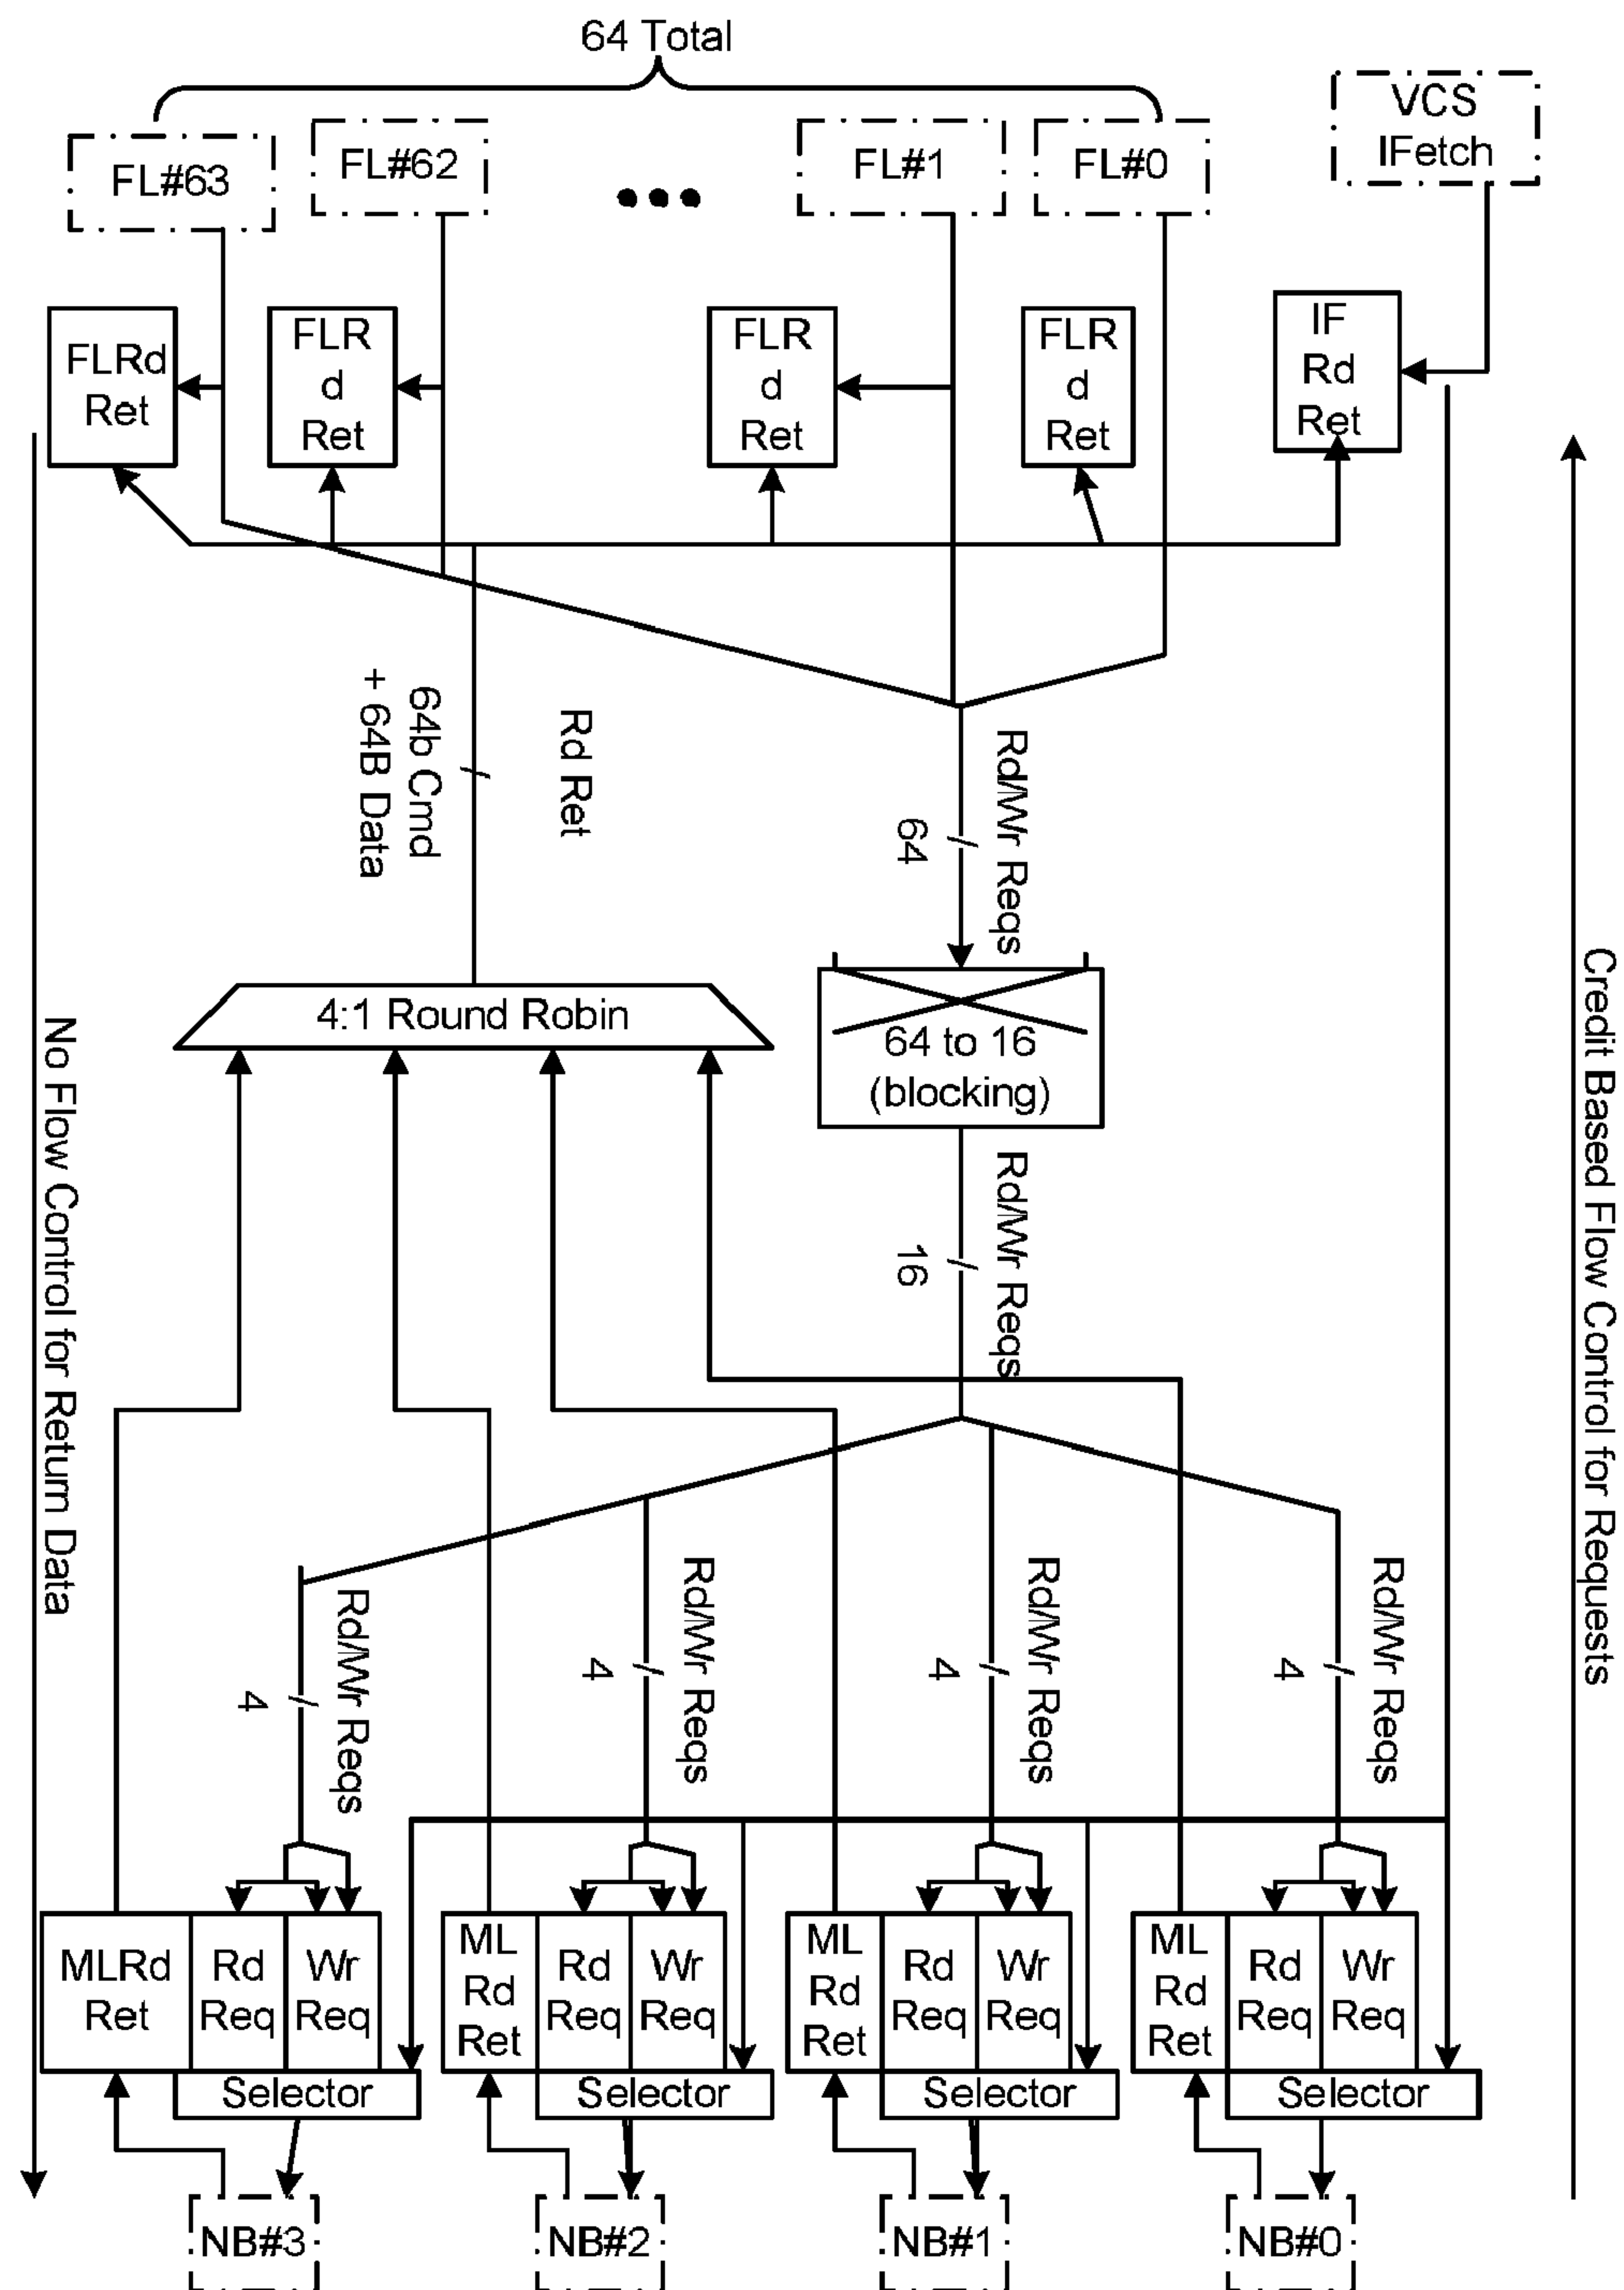 64 Total
VCS
IFetch
FL#63
FL#62
FL#1
FL#0
FLRd
Ret
FLR
d
Ret
FLR
d
Ret
FLR
d
Ret
IF
Rd
Ret
64b Cmd
+ 64B Data
Rd Ret
Rd/Wr Reqs
64
4:1 Round Robin
64 to 16
(blocking)
No Flow Control for Return Data
Credit Based Flow Control for Requests
Rd/Wr Reqs
16
Rd/Wr Reqs
4
Rd/Wr Reqs
4
Rd/Wr Reqs
4
Rd/Wr Reqs
4
MLRd
Ret
Rd
Req
Wr
Req
ML
Rd
Ret
Rd
Req
Wr
Req
ML
Rd
Ret
Rd
Req
Wr
Req
ML
Rd
Ret
Rd
Req
Wr
Req
Selector
Selector
Selector
Selector
NB#3
NB#2
NB#1
NB#0